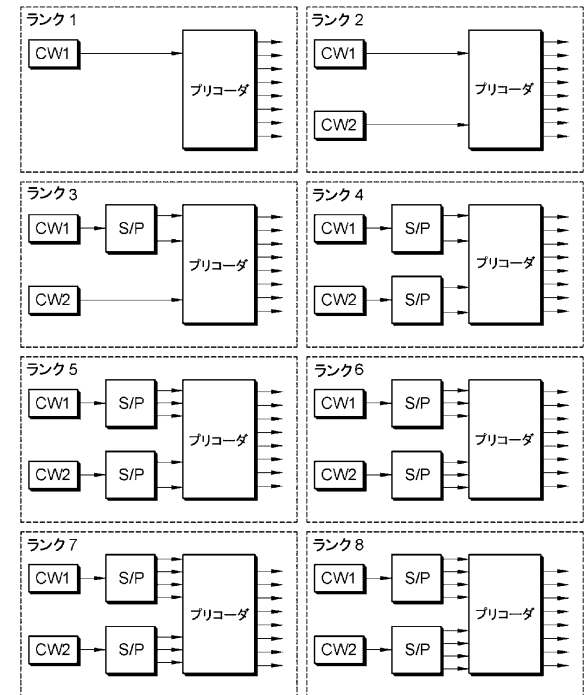 ランク 1
CW1
プリコーダ
ランク 2
CW1
CW2
プリコーダ
ランク 3
CW1
S/P
CW2
プリコーダ
ランク 4
CW1
S/P
CW2
S/P
プリコーダ
ランク 5
CW1
S/P
CW2
S/P
プリコーダ
ランク6
CW1
S/P
CW2
S/P
プリコーダ
ランク 7
CW1
S/P
CW2
S/P
プリコーダ
ランク 8
CW1
S/P
CW2
S/P
プリコーダ